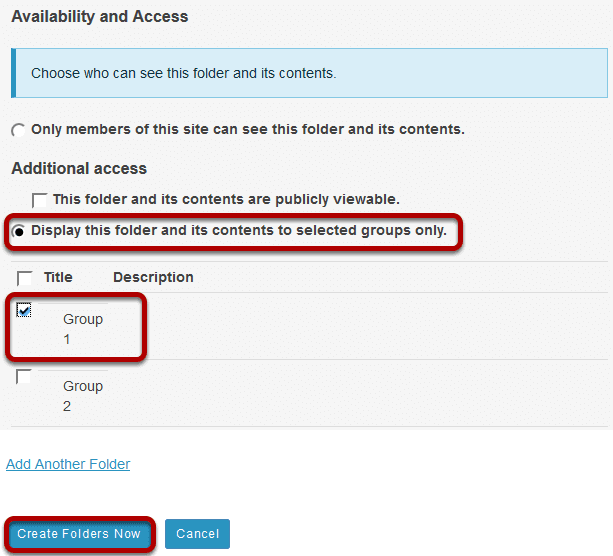 Availability and Access
Choose who can see this folder and its contents.
Only members of this site can see this folder and its contents.
Additional access
This folder and its contents are publicly viewable.
Display this folder and its contents to selected groups only.
Title Description
Group
1
Group
2
Add Another Folder
Create Folders Now Cancel